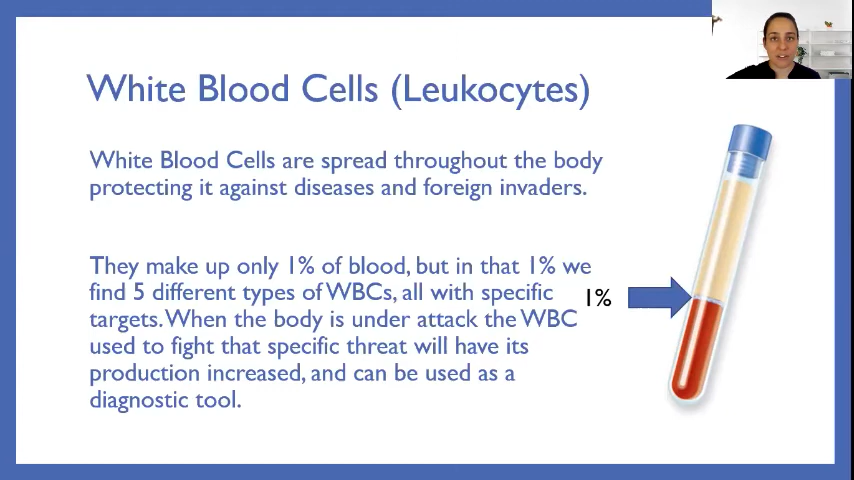 White Blood Cells (Leukocytes)
White Blood Cells are spread throughout the body
protecting it against diseases and foreign invaders.
They make up only 1% of blood, but in that 1% we
find 5 different types of WBCs, all with specific
targets. When the body is under attack the WBC
used to fight that specific threat will have its
production increased, and can be used as a
diagnostic tool.
1%